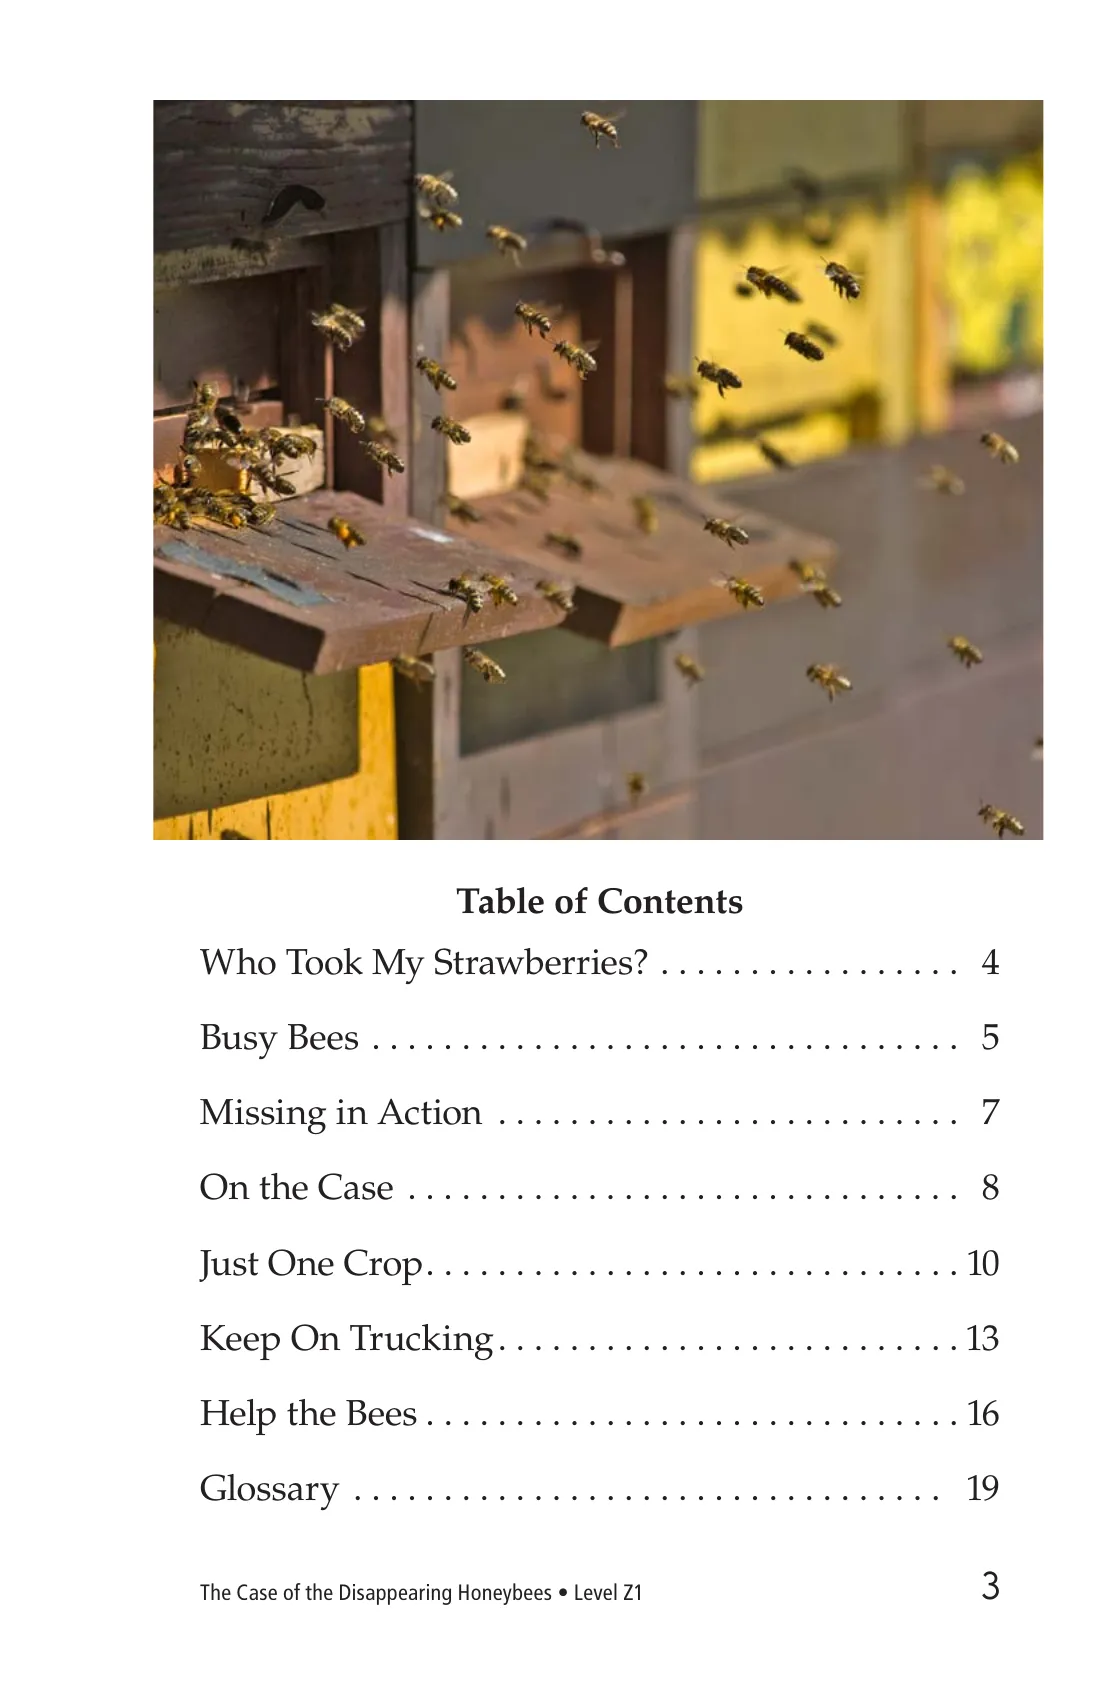 Table of Contents
Who Took My Strawberries? . . . . . . . . . . . . . . . . . 4
Busy Bees . . . . . . . . . . . . . . . . . . . . . . . . . . . . . . . . . 5
Missing in Action . . . . . . . . . . . . . . . . . . . . . . . . . . 7
On the Case . . . . . . . . . . . . . . . . . . . . . . . . . . . . . . . 8
Just One Crop. . . . . . . . . . . . . . . . . . . . . . . . . . . . . . 10
Keep On Trucking. . . . . . . . . . . . . . . . . . . . . . . . . . 13
Help the Bees . . . . . . . . . . . . . . . . . . . . . . . . . . . . . . 16
Glossary . . . . . . . . . . . . . . . . . . . . . . . . . . . . . . . . . 19
The Case of the Disappearing Honeybees • Level Z1 3